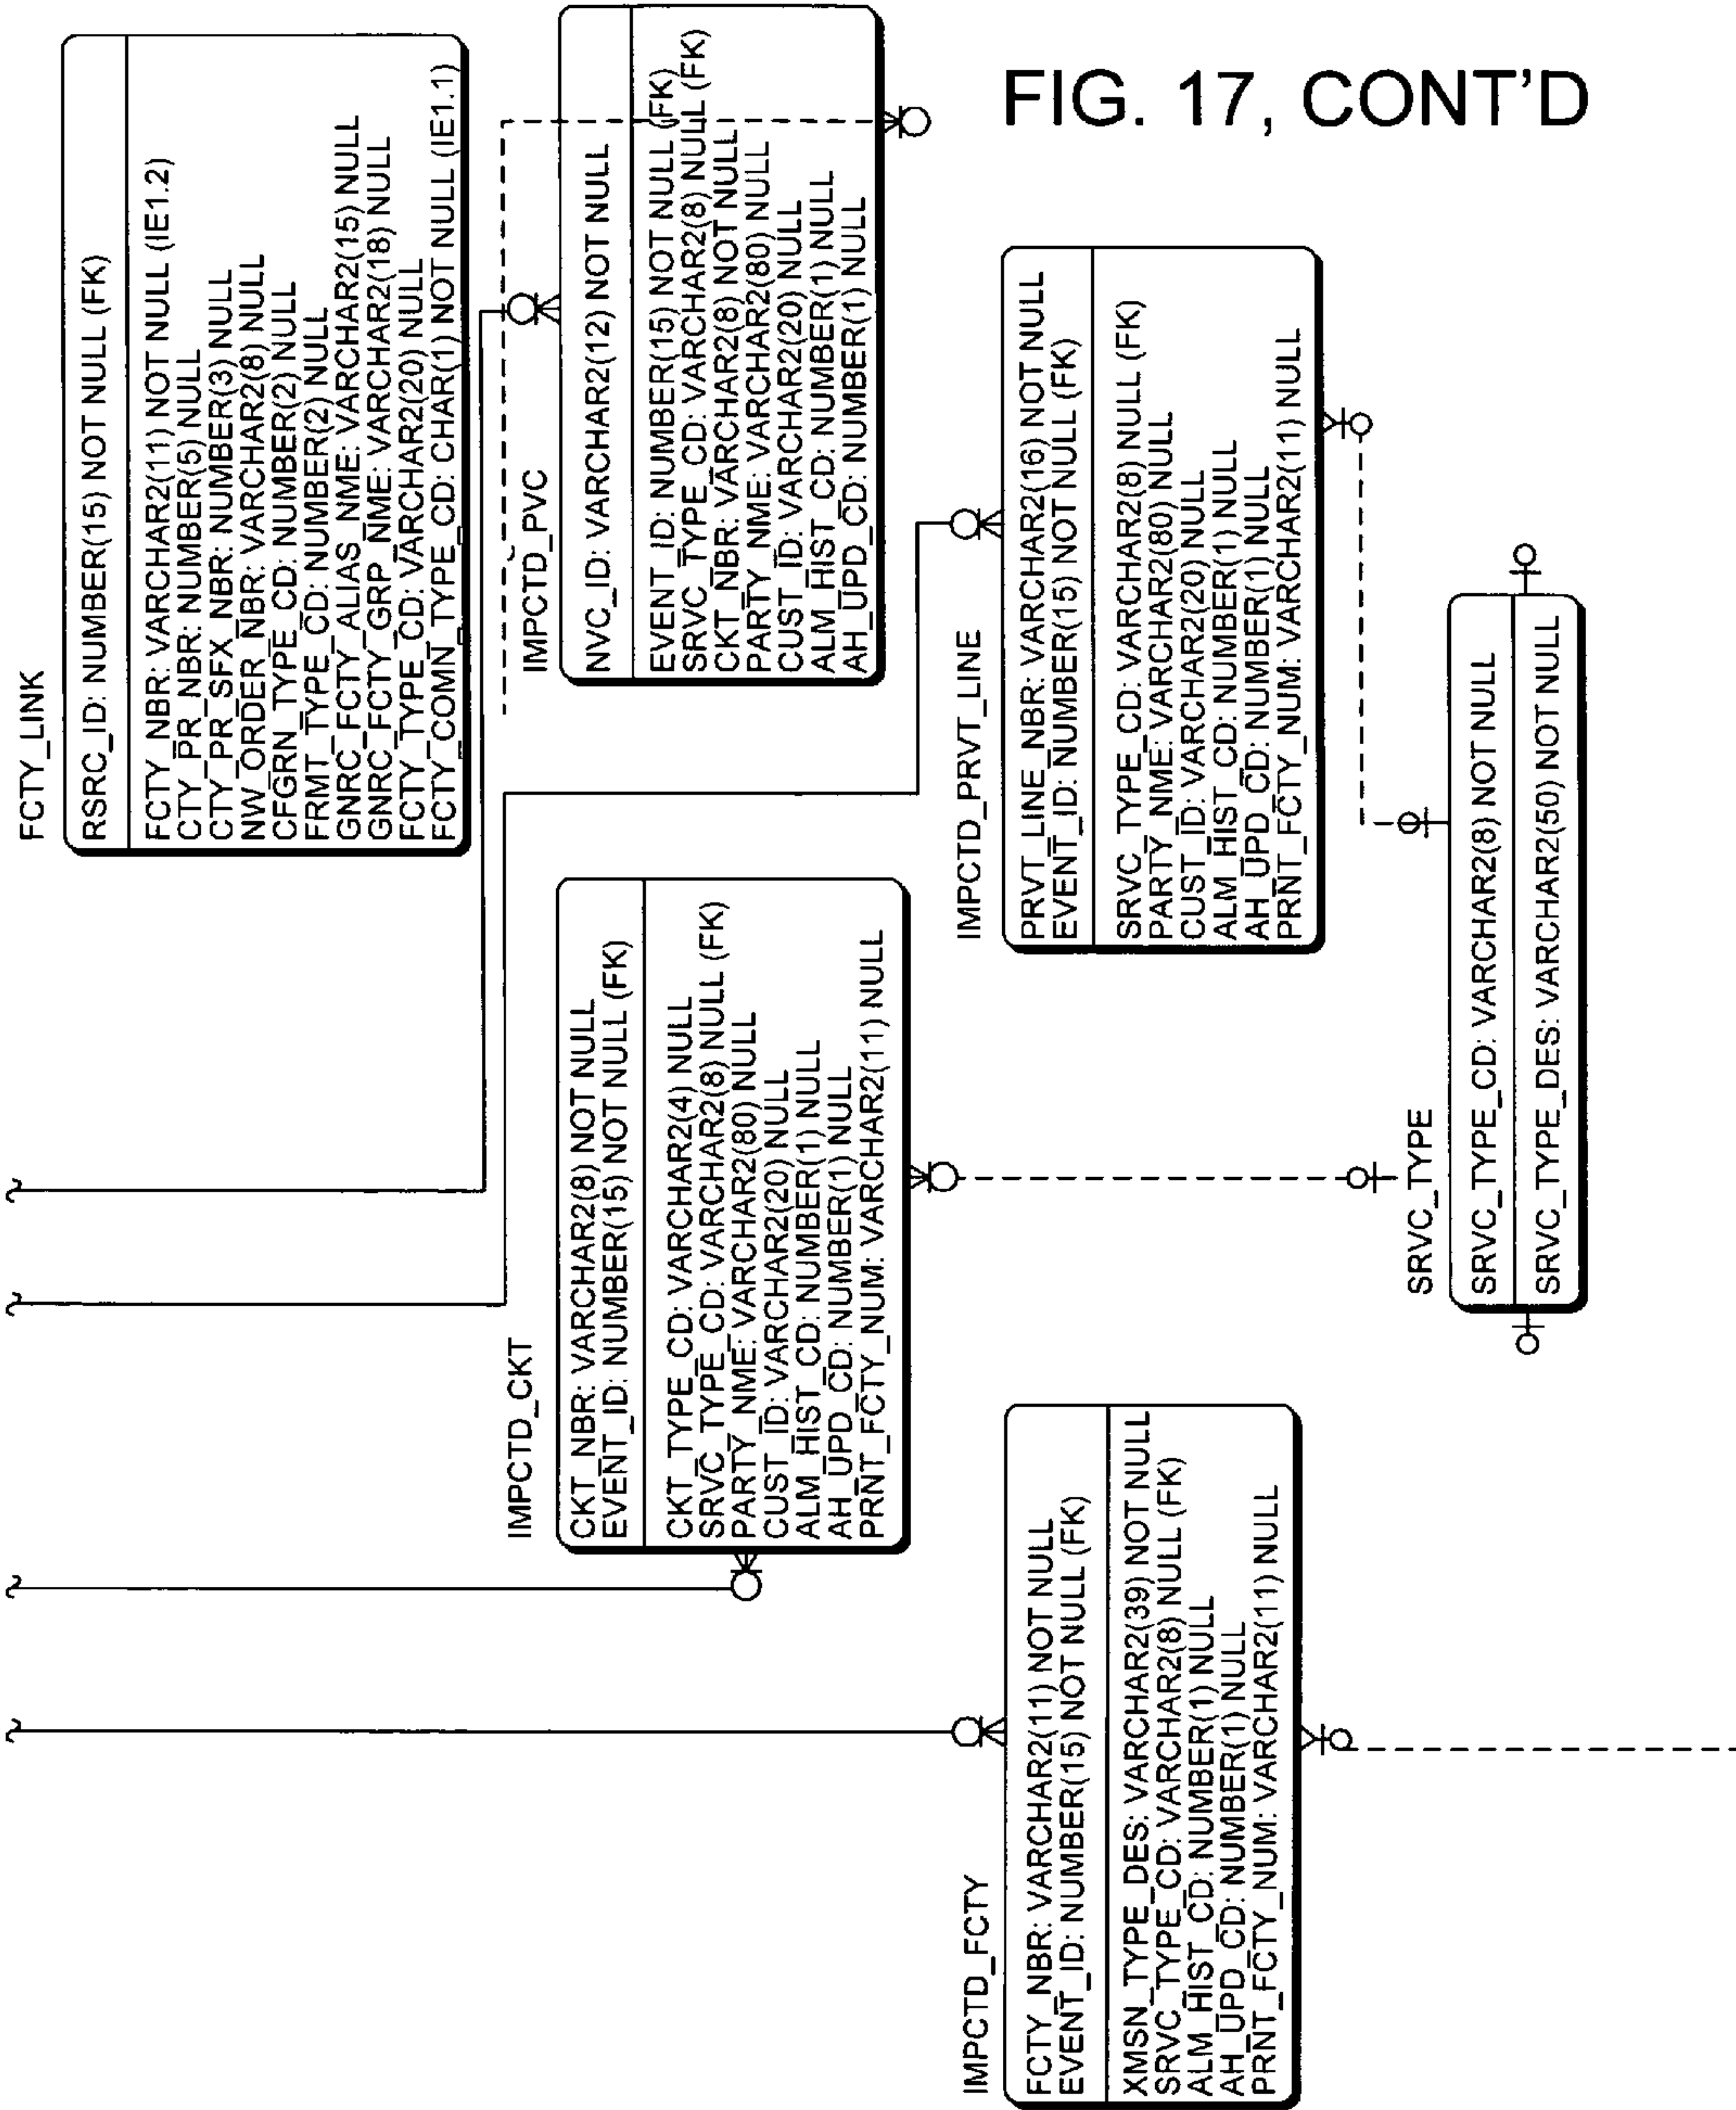 FCTY_LINK
RSRC_ID: NUMBER(15) NOT NULL (FK)
FCTY_NBR: VARCHAR2(11) NOT NULL (IE1.2)
CTY_PR_NBR: NUMBER(5) NULL
CTY_PR_SFX_NBR: NUMBER(3) NULL
NW_ORDER_NBR: VARCHAR2(8) NULL
CFGRN_TYPE_CD: NUMBER(2) NULL
FRMT_TYPE_CD: NUMBER(2) NULL
GNRC_FCTY_ALIAS_NME: VARCHAR2(15) NULL
GNRC_FCTY_GRP_NME: VARCHAR2(18) NULL
FCTY_TYPE_CD: VARCHAR2(20) NULL
FCTY_COMN_TYPE_CD: CHAR(1) NOT NULL (IE1.1)
IMPCTD_PVC
NVC_ID: VARCHAR2(12) NOT NULL
EVENT_ID: NUMBER(15) NOT NULL (FK)
SRVC_TYPE_CD: VARCHAR2(8) NULL (FK)
CKT_NBR: VARCHAR2(8) NOT NULL
PARTY_NME: VARCHAR2(80) NULL
CUST_ID: VARCHAR2(20) NULL
ALM_HIST_CD: NUMBER(1) NULL
AH_UPD_CD: NUMBER(1) NULL
FIG. 17, CONT'D
IMPCTD_CKT
CKT_NBR: VARCHAR2(8) NOT NULL
EVENT_ID: NUMBER(15) NOT NULL (FK)
CKT_TYPE_CD: VARCHAR2(4) NULL
SRVC_TYPE_CD: VARCHAR2(8) NULL (FK)
PARTY_NME: VARCHAR2(80) NULL
CUST_ID: VARCHAR2(20) NULL
ALM_HIST_CD: NUMBER(1) NULL
AH_UPD_CD: NUMBER(1) NULL
PRNT_FCTY_NUM: VARCHAR2(11) NULL
IMPCTD_PRVT_LINE
PRVT_LINE_NBR: VARCHAR2(16) NOT NULL
EVENT_ID: NUMBER(15) NOT NULL (FK)
SRVC_TYPE_CD: VARCHAR2(8) NULL (FK)
PARTY_NME: VARCHAR2(80) NULL
CUST_ID: VARCHAR2(20) NULL
ALM_HIST_CD: NUMBER(1) NULL
AH_UPD_CD: NUMBER(1) NULL
PRNT_FCTY_NUM: VARCHAR2(11) NULL
IMPCTD_FCTY
FCTY_NBR: VARCHAR2(11) NOT NULL
EVENT_ID: NUMBER(15) NOT NULL (FK)
XMSN_TYPE_DES: VARCHAR2(39) NOT NULL
SRVC_TYPE_CD: VARCHAR2(8) NULL (FK)
ALM_HIST_CD: NUMBER(1) NULL
AH_UPD_CD: NUMBER(1) NULL
PRNT_FCTY_NUM: VARCHAR2(11) NULL
SRVC_TYPE
SRVC_TYPE_CD: VARCHAR2(8) NOT NULL
SRVC_TYPE_DES: VARCHAR2(50) NOT NULL